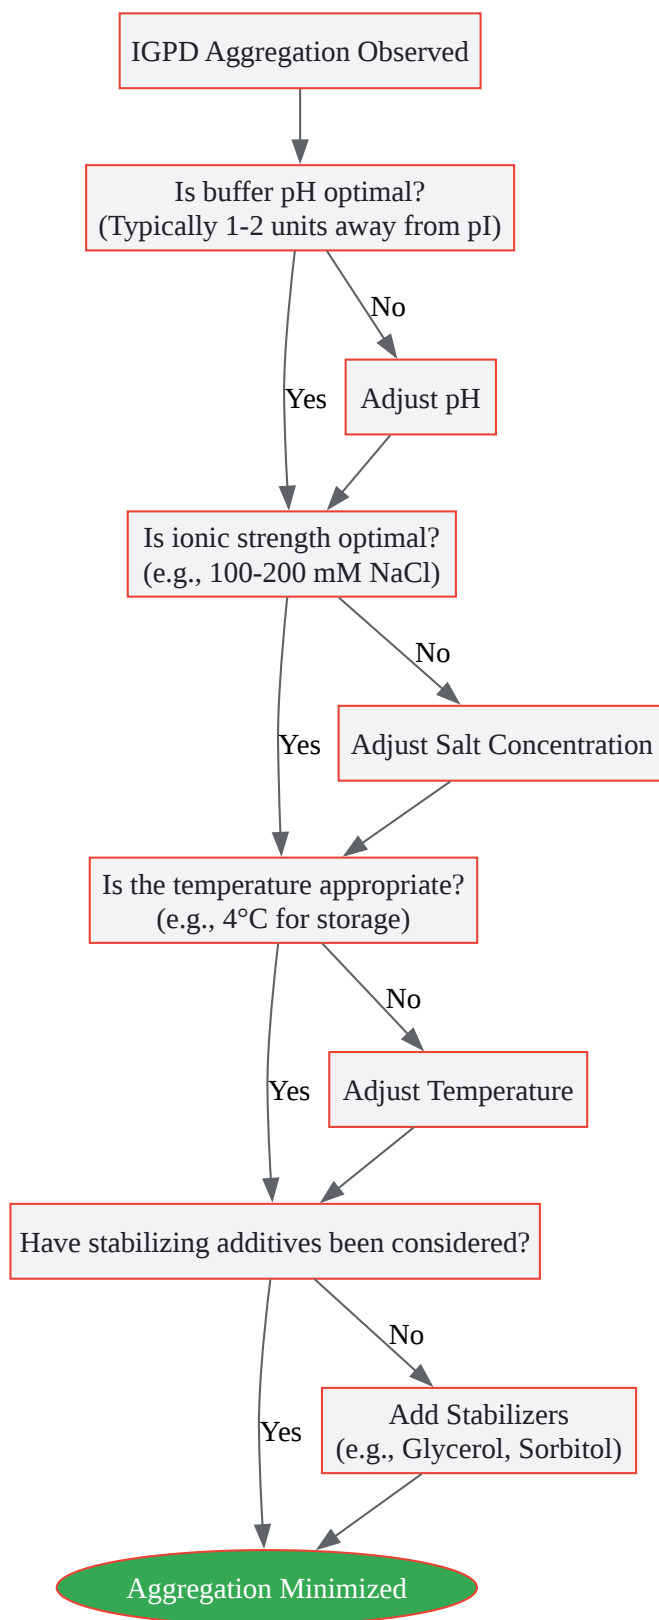 IGPD Aggregation Observed
Is buffer pH optimal?
(Typically 1-2 units away from pI)
No
Yes
Adjust pH
Is ionic strength optimal?
(e.g., 100-200 mM NaCl)
No
Yes
Adjust Salt Concentration
Is the temperature appropriate?
(e.g., 4°C for storage)
No
Yes
Adjust Temperature
Have stabilizing additives been considered?
No
Yes
Add Stabilizers
(e.g., Glycerol, Sorbitol)
Aggregation Minimized